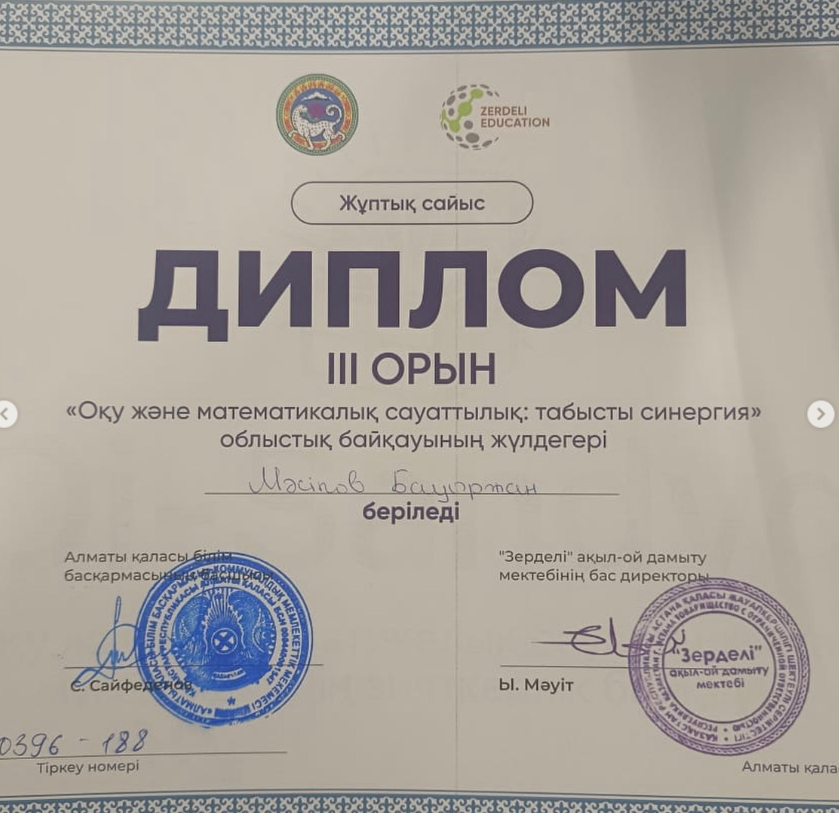 ZERDELI
EDUCATION
Жұптық сайыс
ДИПЛОМ
III ОРЫН
«Оқу және математикалық сауаттылық: табысты синергия»
облыстық байқауының жүлдегері
Мәсіпов Бауыржан
беріледі
Алматы қаласы білім
басқармасының басшысы
С. Сайфеденов
0396 - 188
Тіркеу нөмірі
"Зерделі" ақыл-ой дамыту
мектебінің бас директоры
"Зерделі"
ақыл-ой дамыту
мектебі
Ы. Мәуіт
Алматы қала